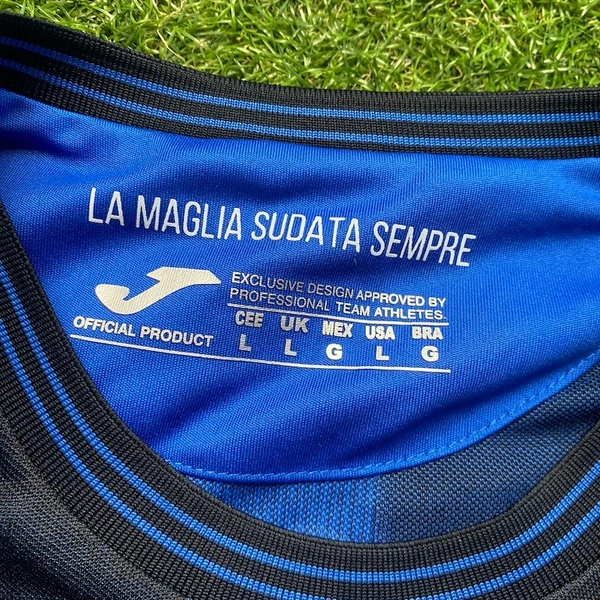 LA MAGLIA SUDATA SEMPRE
EXCLUSIVE DESIGN APPROVED BY
PROFESSIONAL TEAM ATHLETES.
OFFICIAL PRODUCT
CEE UK MEX USA BRA
L L G L G